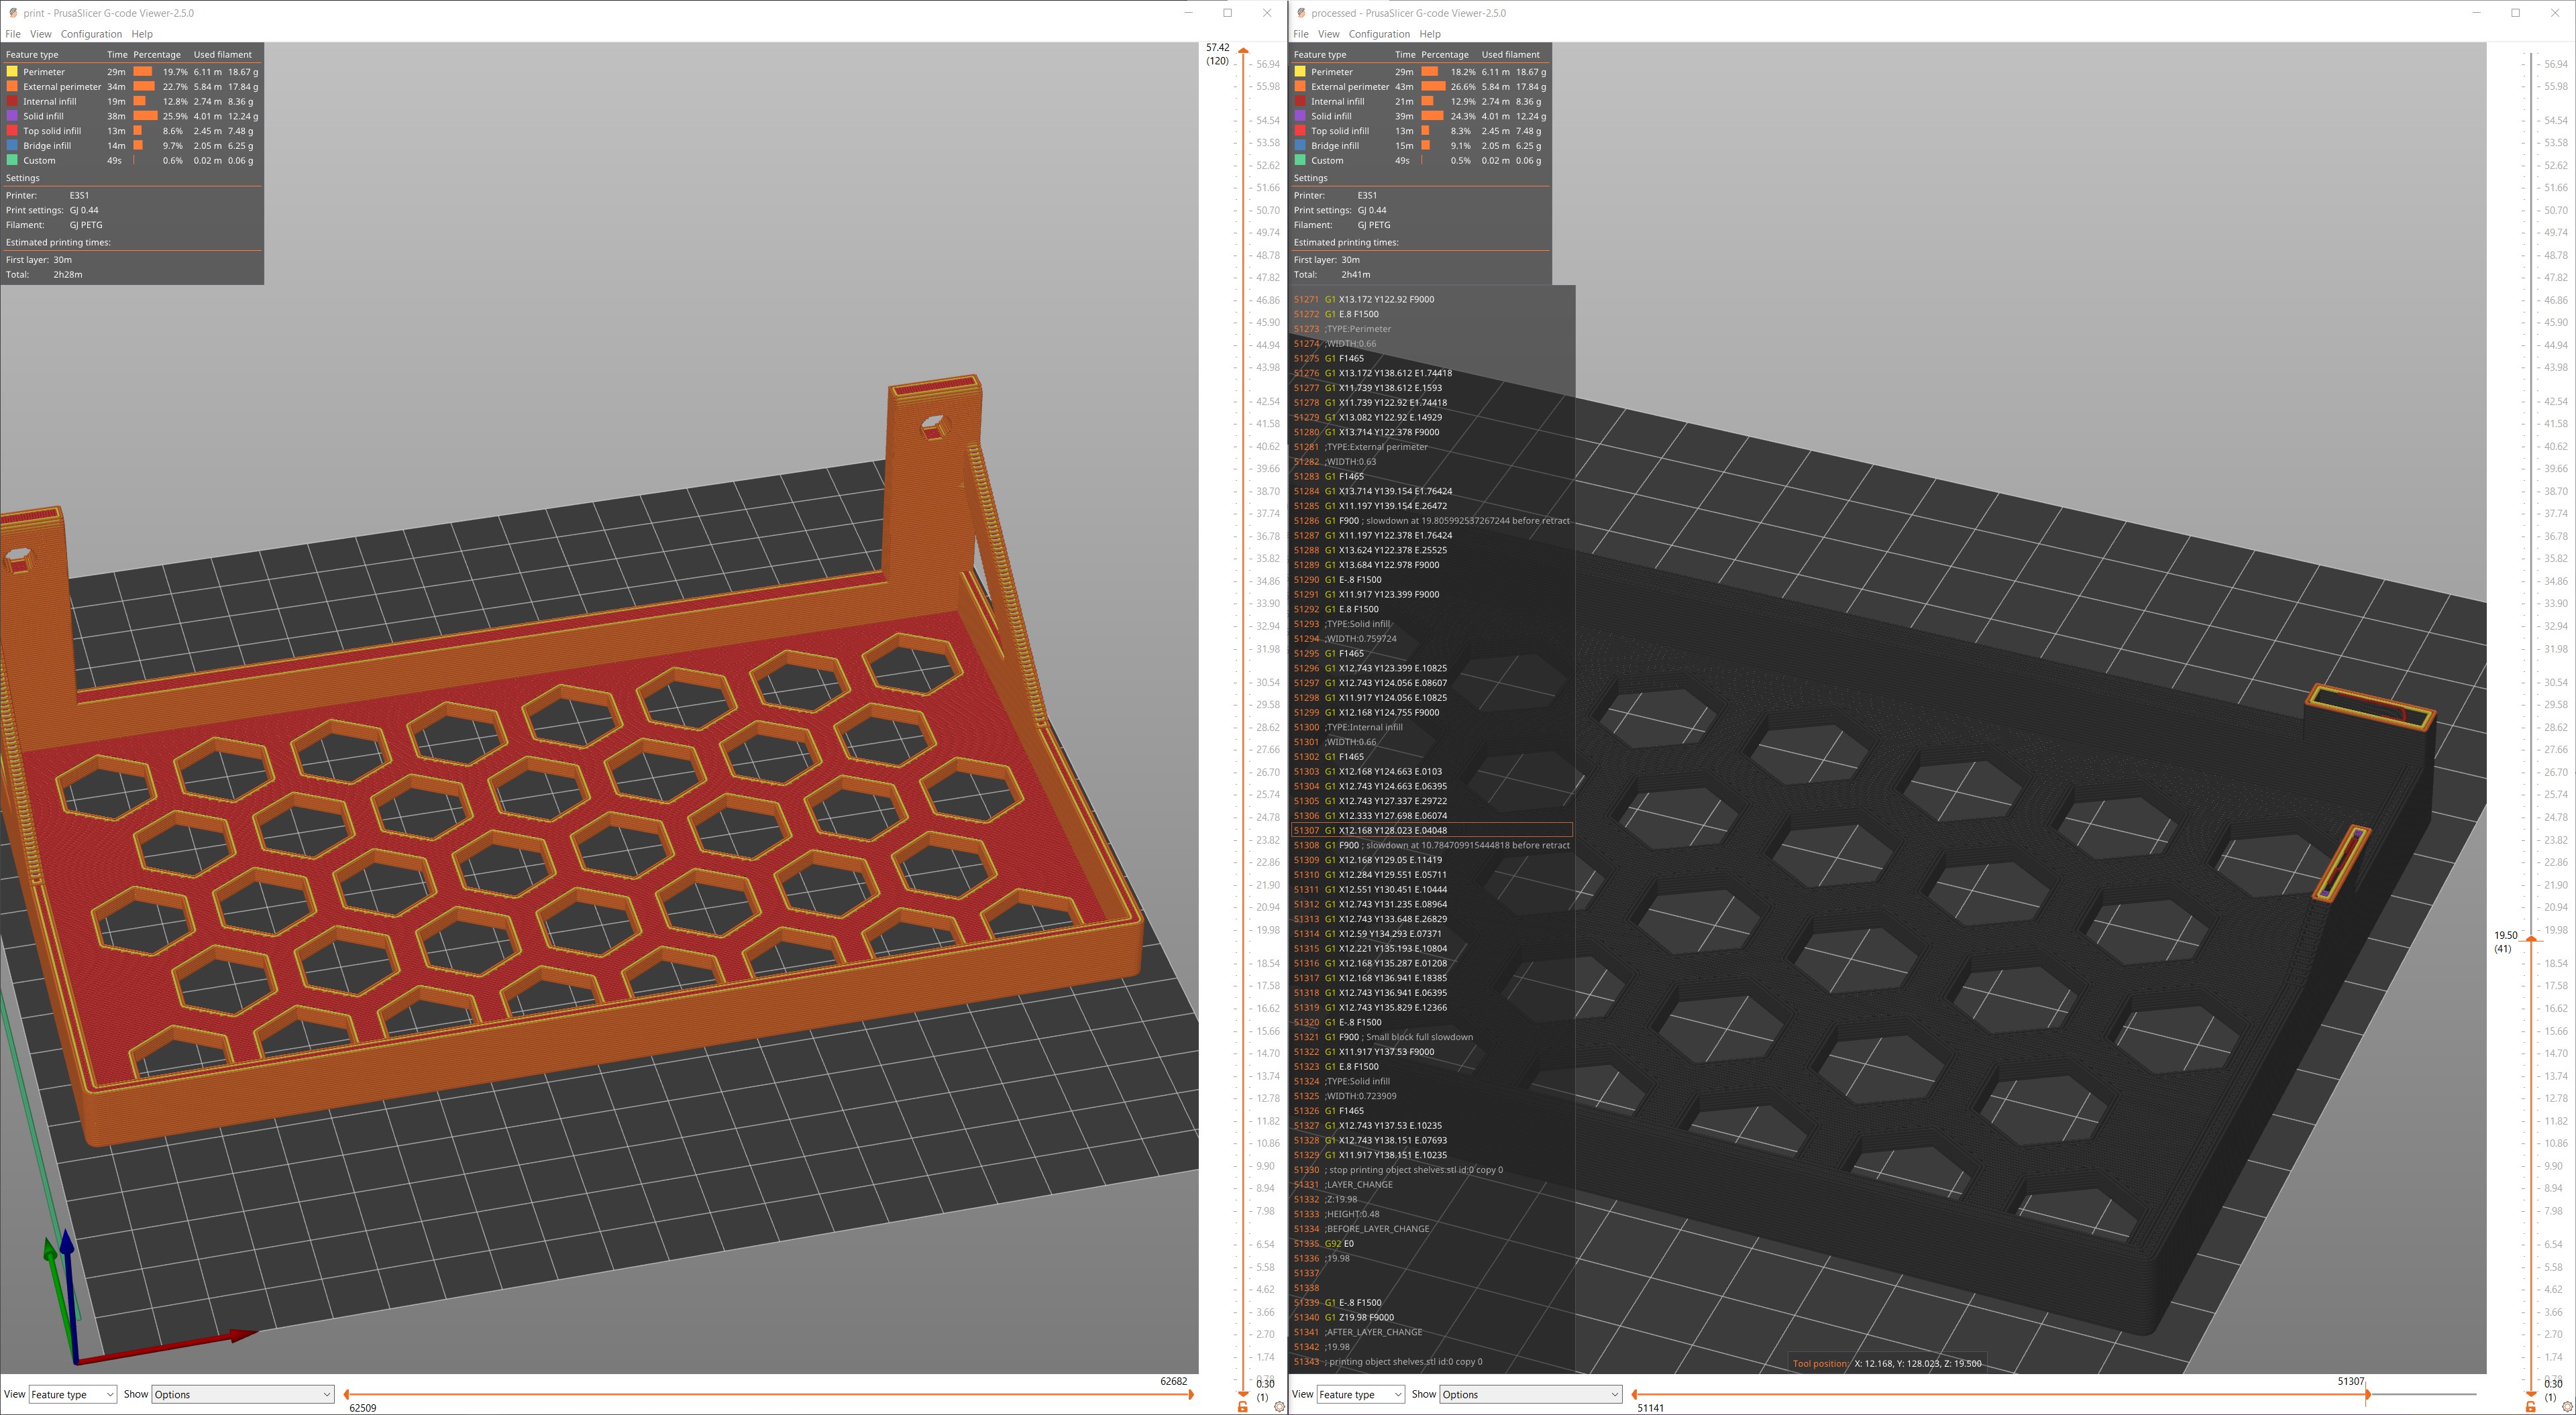 print - PrusaSlicer G-code Viewer-2.5.0
File View Configuration Help
Feature type Time Percentage Used filament
Perimeter 29m 19.7% 6.11 m 18.67 g
External perimeter 34m 22.7% 5.84 m 17.84 g
Internal infill 19m 12.8% 2.74 m 8.36 g
Solid infill 38m 25.9% 4.01 m 12.24 g
Top solid infill 13m 8.6% 2.45 m 7.48 g
Bridge infill 14m 9.7% 2.05 m 6.25 g
Custom 49s 0.6% 0.02 m 0.06 g
Settings
Printer: E3S1
Print settings: GJ 0.44
Filament: GJ PETG
Estimated printing times:
First layer: 30m
Total: 2h28m
57.42
(120)
56.94
55.98
54.54
53.58
52.62
51.66
50.70
49.74
48.78
47.82
46.86
45.90
44.94
43.98
42.54
41.58
40.62
39.66
38.70
37.74
36.78
35.82
34.86
33.90
32.94
31.98
30.54
29.58
28.62
27.66
26.70
25.74
24.78
23.82
22.86
21.90
20.94
19.98
18.54
17.58
16.62
15.66
14.70
13.74
12.78
11.82
10.86
9.90
8.94
7.98
6.54
5.58
4.62
3.66
2.70
1.74
0.30
(1)
62682
View Feature type Show Options
62509
processed - PrusaSlicer G-code Viewer-2.5.0
File View Configuration Help
Feature type Time Percentage Used filament
Perimeter 29m 18.2% 6.11 m 18.67 g
External perimeter 43m 26.6% 5.84 m 17.84 g
Internal infill 21m 12.9% 2.74 m 8.36 g
Solid infill 39m 24.3% 4.01 m 12.24 g
Top solid infill 13m 8.3% 2.45 m 7.48 g
Bridge infill 15m 9.1% 2.05 m 6.25 g
Custom 49s 0.5% 0.02 m 0.06 g
Settings
Printer: E3S1
Print settings: GJ 0.44
Filament: GJ PETG
Estimated printing times:
First layer: 30m
Total: 2h41m
51271 G1 X13.172 Y122.92 F9000
51272 G1 E.8 F1500
51273 ;TYPE:Perimeter
51274 ;WIDTH:0.66
51275 G1 F1465
51276 G1 X13.172 Y138.612 E1.74418
51277 G1 X11.739 Y138.612 E.1593
51278 G1 X11.739 Y122.92 E1.74418
51279 G1 X13.082 Y122.92 E.14929
51280 G1 X13.714 Y122.378 F9000
51281 ;TYPE:External perimeter
51282 ;WIDTH:0.63
51283 G1 F1465
51284 G1 X13.714 Y139.154 E1.76424
51285 G1 X11.197 Y139.154 E.26472
51286 G1 F900 ; slowdown at 19.805992537267244 before retract
51287 G1 X11.197 Y122.378 E1.76424
51288 G1 X13.624 Y122.378 E.25525
51289 G1 X13.684 Y122.978 F9000
51290 G1 E-.8 F1500
51291 G1 X11.917 Y123.399 F9000
51292 G1 E.8 F1500
51293 ;TYPE:Solid infill
51294 ;WIDTH:0.759724
51295 G1 F1465
51296 G1 X12.743 Y123.399 E.10825
51297 G1 X12.743 Y124.056 E.08607
51298 G1 X11.917 Y124.056 E.10825
51299 G1 X12.168 Y124.755 F9000
51300 ;TYPE:Internal infill
51301 ;WIDTH:0.66
51302 G1 F1465
51303 G1 X12.168 Y124.663 E.0103
51304 G1 X12.743 Y124.663 E.06395
51305 G1 X12.743 Y127.337 E.29722
51306 G1 X12.333 Y127.698 E.06074
51307 G1 X12.168 Y128.023 E.04048
51308 G1 F900 ; slowdown at 10.784709915444818 before retract
51309 G1 X12.168 Y129.05 E.11419
51310 G1 X12.284 Y129.551 E.05711
51311 G1 X12.551 Y130.451 E.10444
51312 G1 X12.743 Y131.235 E.08964
51313 G1 X12.743 Y133.648 E.26829
51314 G1 X12.59 Y134.293 E.07371
51315 G1 X12.221 Y135.193 E.10804
51316 G1 X12.168 Y135.287 E.01208
51317 G1 X12.168 Y136.941 E.18385
51318 G1 X12.743 Y136.941 E.06395
51319 G1 X12.743 Y135.829 E.12366
51320 G1 E-.8 F1500
51321 G1 F900 ; Small block full slowdown
51322 G1 X11.917 Y137.53 F9000
51323 G1 E.8 F1500
51324 ;TYPE:Solid infill
51325 ;WIDTH:0.723909
51326 G1 F1465
51327 G1 X12.743 Y137.53 E.10235
51328 G1 X12.743 Y138.151 E.07693
51329 G1 X11.917 Y138.151 E.10235
51330 ; stop printing object shelves.stl id:0 copy 0
51331 ;LAYER_CHANGE
51332 ;Z:19.98
51333 ;HEIGHT:0.48
51334 ;BEFORE_LAYER_CHANGE
51335 G92 E0
51336 ;19.98
51337
51338
51339 G1 E-.8 F1500
51340 G1 Z19.98 F9000
51341 ;AFTER_LAYER_CHANGE
51342 ;19.98
51343 ; printing object shelves.stl id:0 copy 0
Tool position: X: 12.168, Y: 128.023, Z: 19.500
56.94
55.98
54.54
53.58
52.62
51.66
50.70
49.74
48.78
47.82
46.86
45.90
44.94
43.98
42.54
41.58
40.62
39.66
38.70
37.74
36.78
35.82
34.86
33.90
32.94
31.98
30.54
29.58
28.62
27.66
26.70
25.74
24.78
23.82
22.86
21.90
20.94
19.98
19.50
(41)
18.54
17.58
16.62
15.66
14.70
13.74
12.78
11.82
10.86
9.90
8.94
7.98
6.54
5.58
4.62
3.66
2.70
1.74
0.30
(1)
51307
View Feature type Show Options
51141